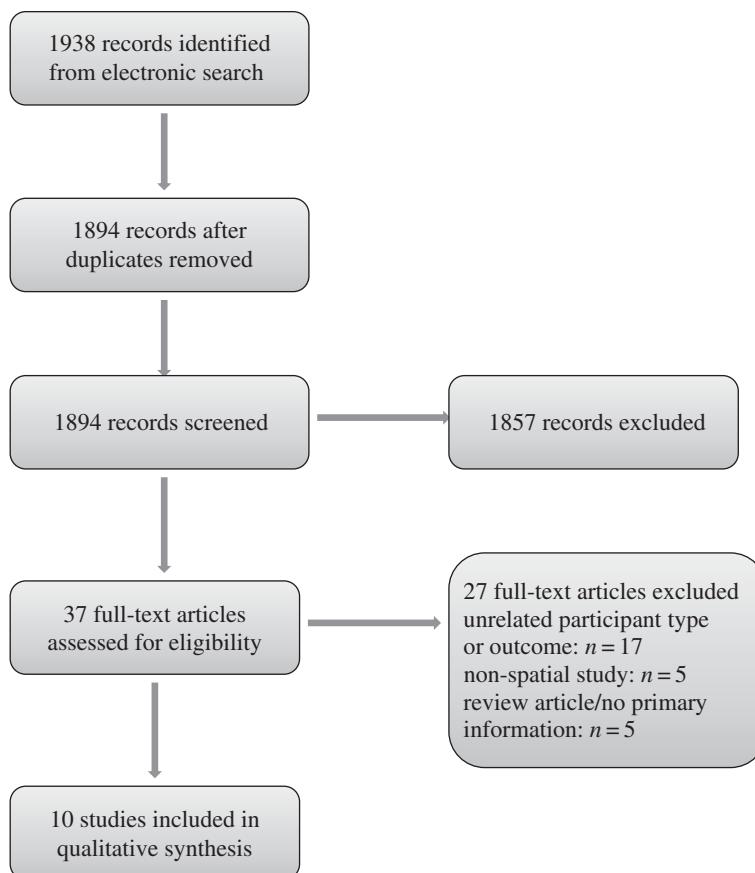 1938 records identified
from electronic search
1894 records after
duplicates removed
1894 records screened
1857 records excluded
37 full-text articles
assessed for eligibility
27 full-text articles excluded
unrelated participant type
or outcome: n = 17
non-spatial study: n = 5
review article/no primary
information: n = 5
10 studies included in
qualitative synthesis